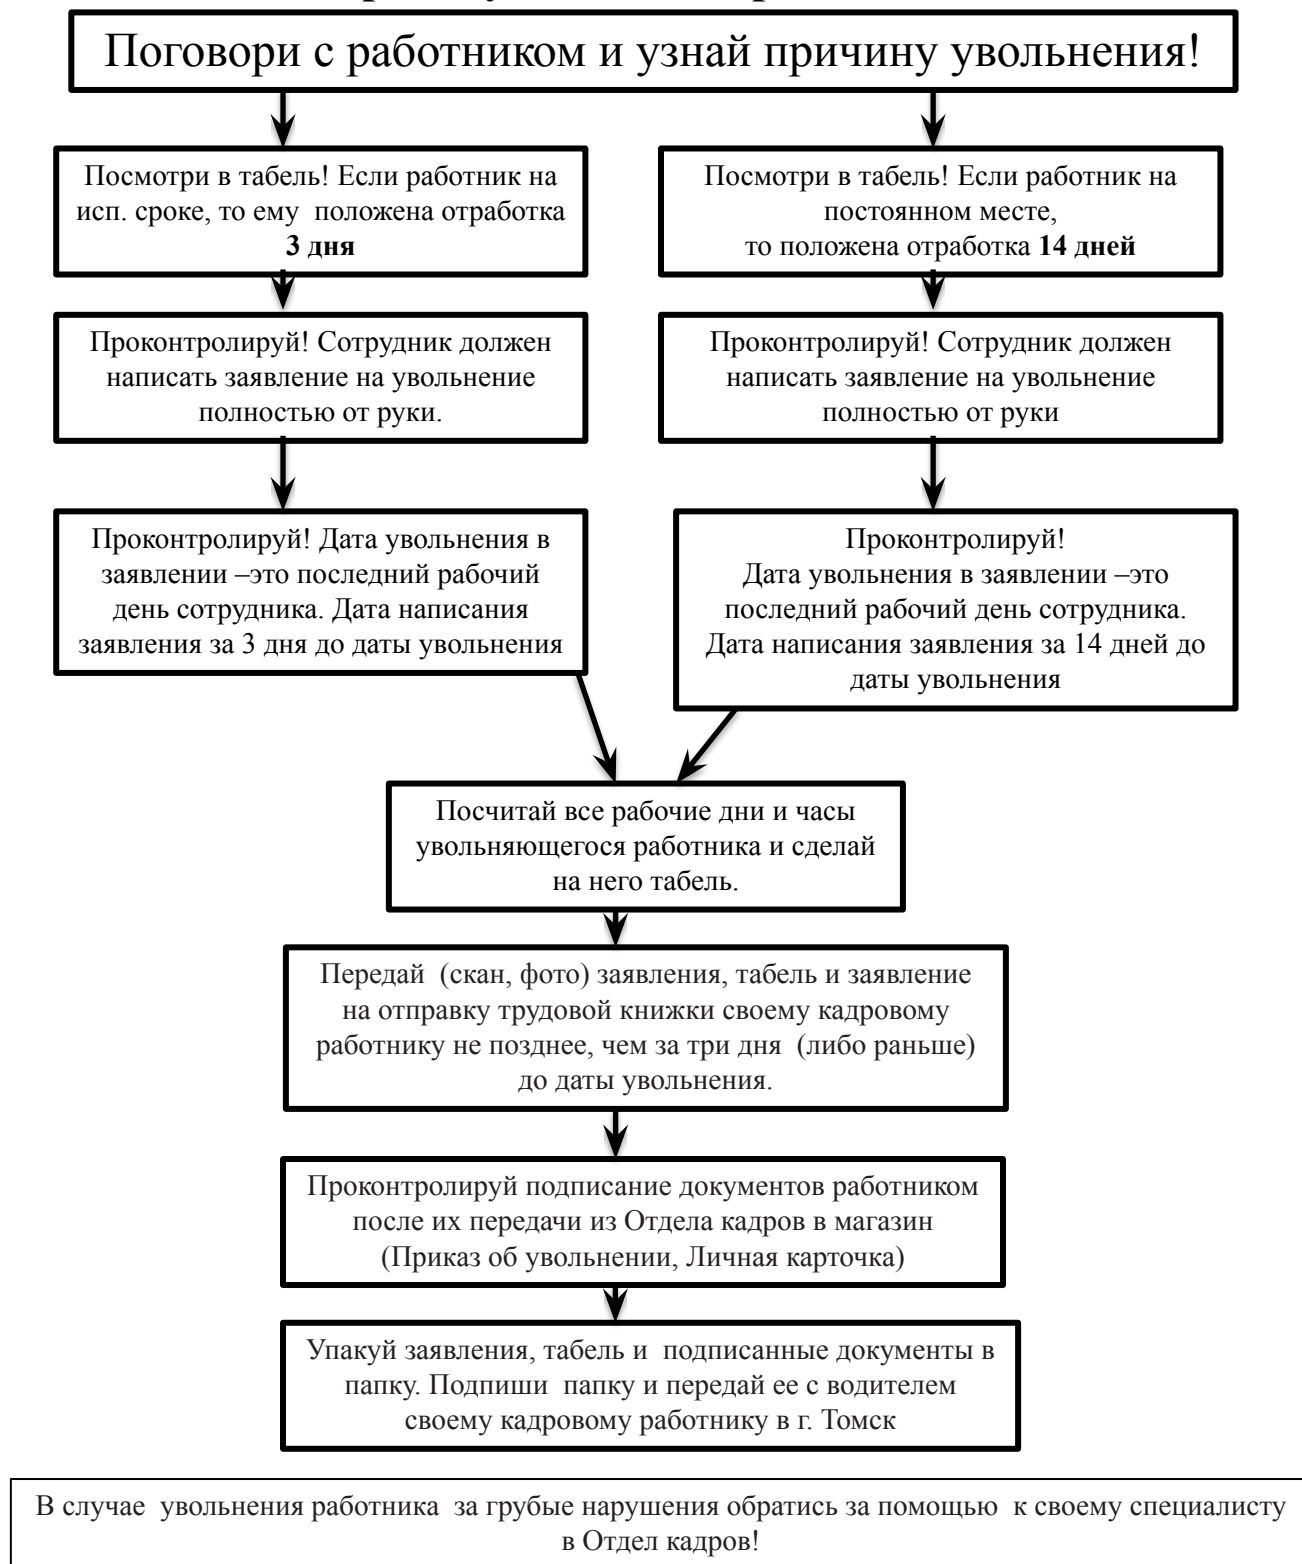 Поговори с работником и узнай причину увольнения!
Посмотри в табель! Если работник на
исп. сроке, то ему  положена отработка
3 дня
Посмотри в табель! Если работник на
постоянном месте,
то положена отработка 14 дней
Проконтролируй! Сотрудник должен
написать заявление на увольнение
полностью от руки.
Проконтролируй! Сотрудник должен
написать заявление на увольнение
полностью от руки
Проконтролируй! Дата увольнения в
заявлении –это последний рабочий
день сотрудника. Дата написания
заявления за 3 дня до даты увольнения
Проконтролируй!
Дата увольнения в заявлении –это
последний рабочий день сотрудника.
Дата написания заявления за 14 дней до
даты увольнения
Посчитай все рабочие дни и часы
увольняющегося работника и сделай
на него табель.
Передай  (скан, фото) заявления, табель и заявление
на отправку трудовой книжки своему кадровому
работнику не позднее, чем за три дня  (либо раньше)
до даты увольнения.
Проконтролируй подписание документов работником
после их передачи из Отдела кадров в магазин
(Приказ об увольнении, Личная карточка)
Упакуй заявления, табель и  подписанные документы в
папку. Подпиши  папку и передай ее с водителем
своему кадровому работнику в г. Томск
В случае  увольнения работника  за грубые нарушения обратись за помощью  к своему специалисту
в Отдел кадров!